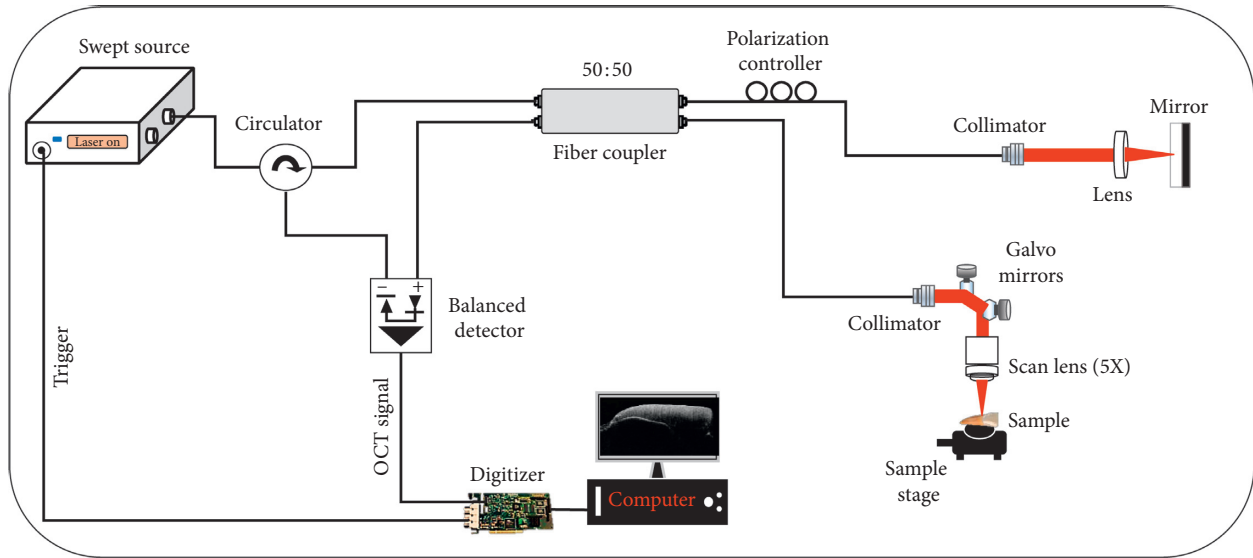 Swept source
Laser on
Circulator
50:50
Fiber coupler
Polarization
controller
Collimator
Mirror
Lens
Galvo
mirrors
Collimator
Scan lens (5X)
Sample
Sample
stage
−
+
Balanced
detector
Trigger
OCT signal
Digitizer
Computer